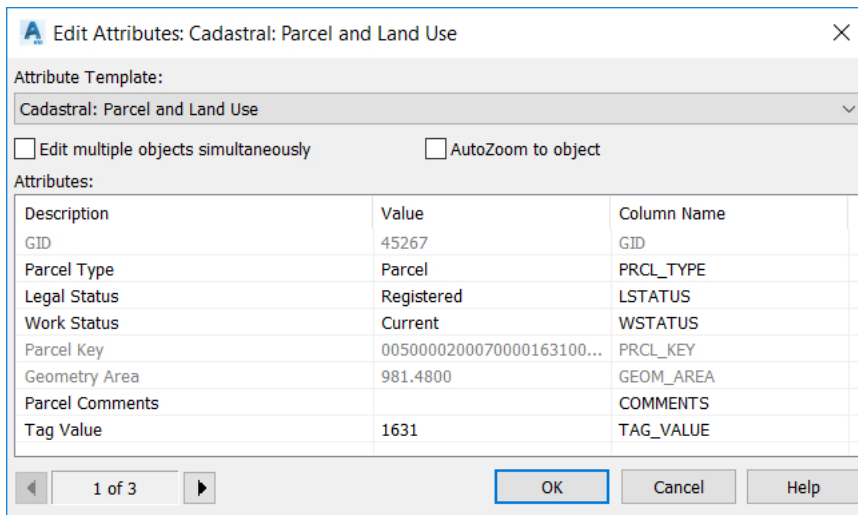 Edit Attributes: Cadastral: Parcel and Land Use
Attribute Template:
Cadastral: Parcel and Land Use
Edit multiple objects simultaneously AutoZoom to object
Attributes:
Description Value Column Name
GID 45267 GID
Parcel Type Parcel PRCL_TYPE
Legal Status Registered LSTATUS
Work Status Current WSTATUS
Parcel Key 0050000200070000163100... PRCL_KEY
Geometry Area 981.4800 GEOM_AREA
Parcel Comments COMMENTS
Tag Value 1631 TAG_VALUE
1 of 3 OK Cancel Help